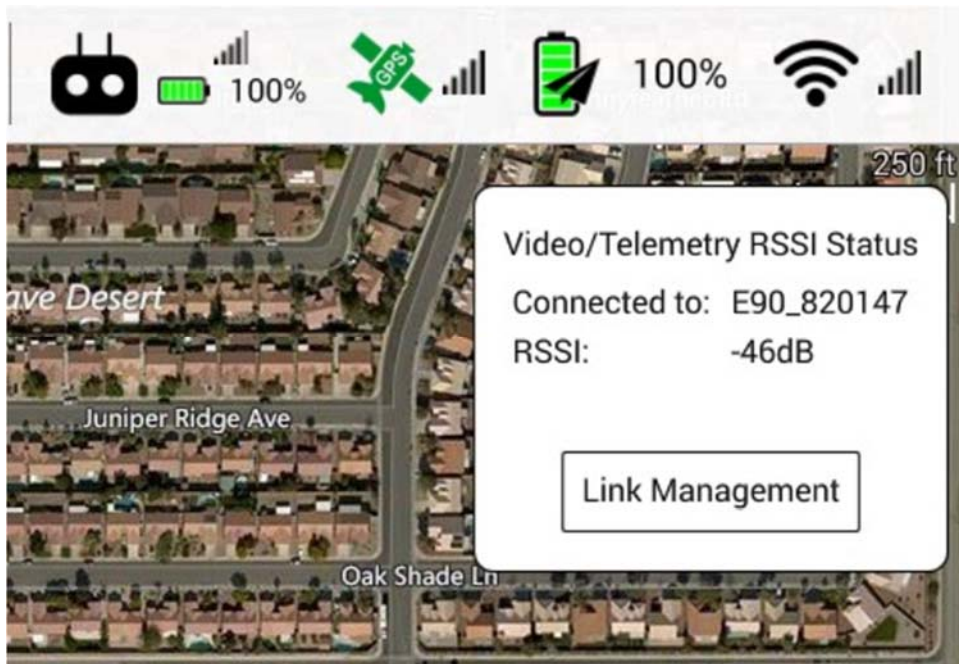 100%
GPS
100%
250 ft
Video/Telemetry RSSI Status
Connected to: E90_820147
RSSI: -46dB
ave Desert
Juniper Ridge Ave
Link Management
Oak Shade Ln